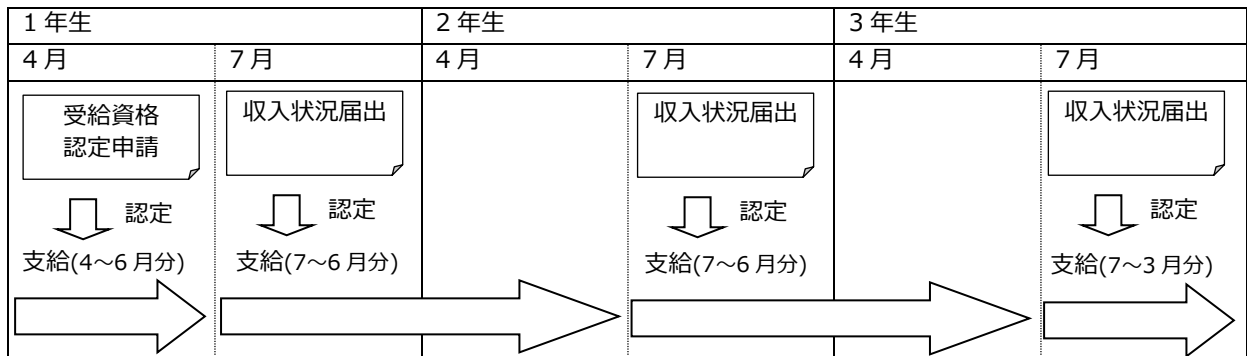 1年生 2年生 3年生
4月 7月 4月 7月 4月 7月
受給資格
認定申請
収入状況届出 収入状況届出 収入状況届出
認定 認定 認定 認定
支給(4～6月分) 支給(7～6月分) 支給(7～6月分) 支給(7～3月分)